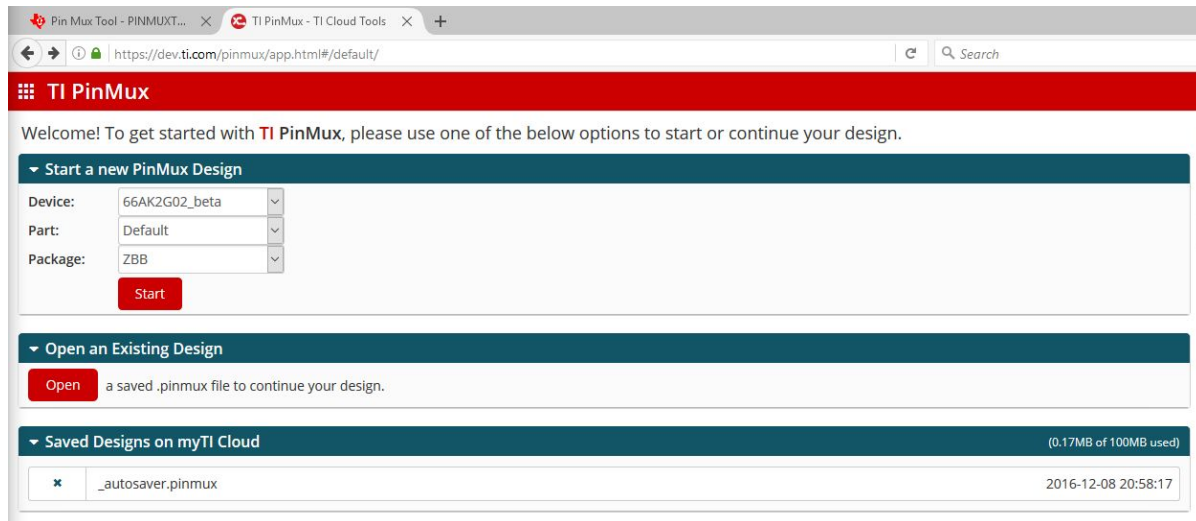 Pin Mux Tool - PINMUXT...
TI PinMux - TI Cloud Tools
https://dev.ti.com/pinmux/app.html#/default/
Search
TI PinMux
Welcome! To get started with TI PinMux, please use one of the below options to start or continue your design.
Start a new PinMux Design
Device: 66AK2G02_beta
Part: Default
Package: ZBB
Start
Open an Existing Design
Open a saved .pinmux file to continue your design.
Saved Designs on myTI Cloud (0.17MB of 100MB used)
_autosaver.pinmux 2016-12-08 20:58:17